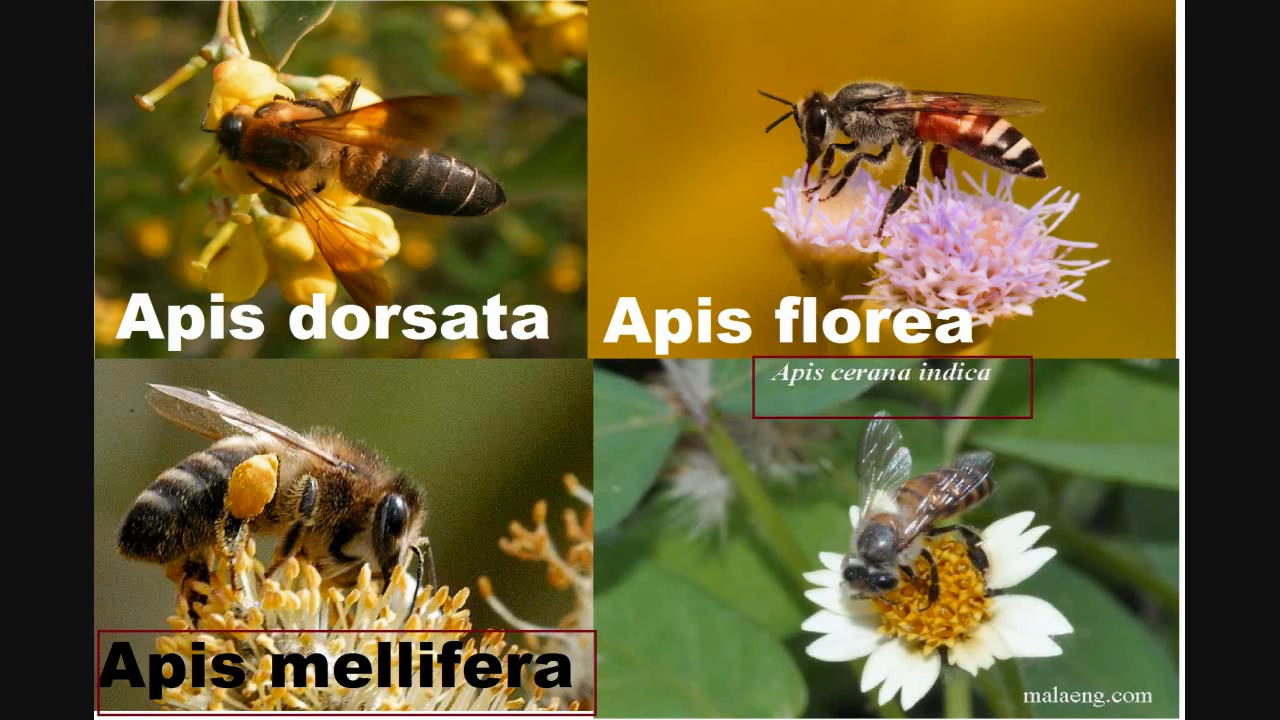 Apis dorsata
Apis florea
Apis cerana indica
Apis mellifera
malaeng.com